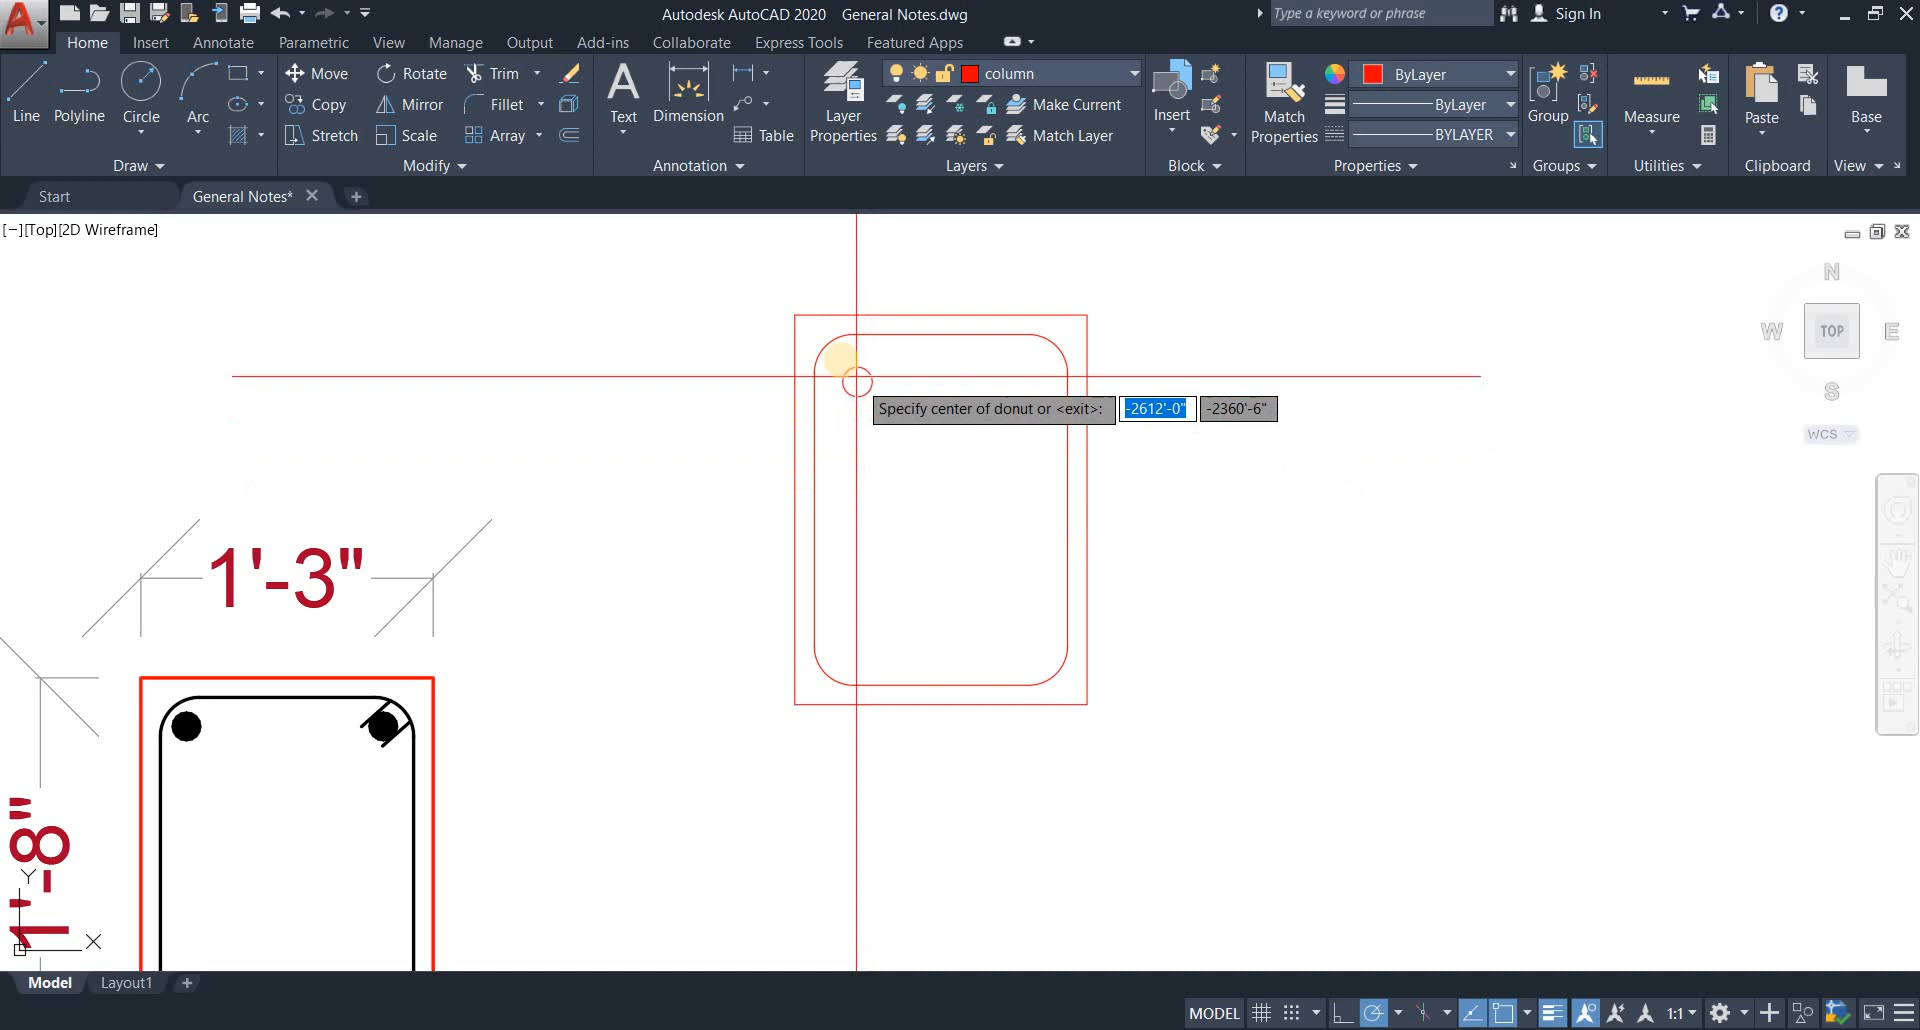 Autodesk AutoCAD 2020 General Notes.dwg
Type a keyword or phrase
Sign In
Home Insert Annotate Parametric View Manage Output Add-ins Collaborate Express Tools Featured Apps
Line Polyline Circle Arc
Move Rotate Trim
Copy Mirror Fillet
Stretch Scale Array
Text Dimension Table
Layer Properties
column
Make Current
Match Layer
Insert
Match Properties
ByLayer
ByLayer
BYLAYER
Group Measure Paste Base
Draw Modify Annotation Layers Block Properties Groups Utilities Clipboard View
Start General Notes*
[−][Top][2D Wireframe]
N
W TOP E
S
WCS
Specify center of donut or <exit>: -2612'-0" -2360'-6"
1'-3"
1'-8"
Y
X
Model Layout1
MODEL 1:1